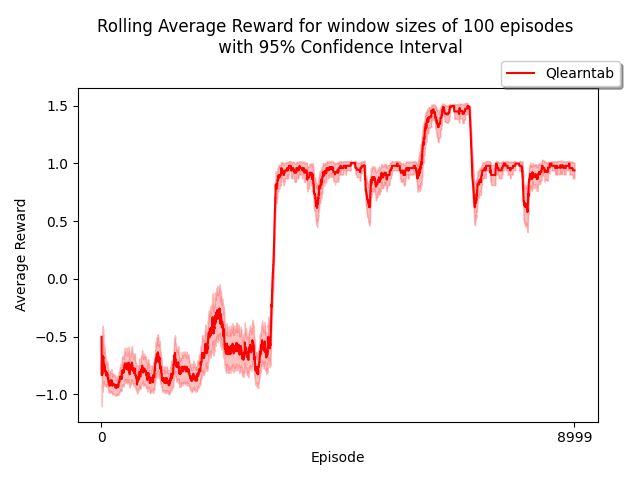 Rolling Average Reward for window sizes of 100 episodes
with 95% Confidence Interval
Qlearntab
1.5
1.0
0.5
0.0
−0.5
−1.0
Average Reward
0
8999
Episode